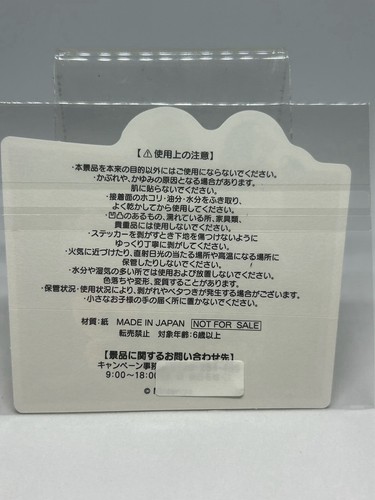 【⚠使用上の注意】
・本景品を本来の目的以外にはご使用にならないでください。
・かぶれや、かゆみの原因となる場合があります。
肌に貼らないでください。
・接着面のホコリ・油分・水分をふき取り、
よく乾かしてから使用してください。
・凹凸のあるもの、濡れている所、家具類、
貴重品には使用しないでください。
・ステッカーを剥がすとき下地を傷つけないように
ゆっくり丁寧に剥がしてください。
・火気に近づけたり、直射日光の当たる場所や高温になる場所に
保管したりしないでください。
・水分や湿気の多い所では使用および放置しないでください。
色落ちや変形、変質することがあります。
・保管状況・使用状況により、剥がれやベタつきが発生する場合がございます。
・小さなお子様の手の届く所に置かないでください。
材質:紙 MADE IN JAPAN NOT FOR SALE
転売禁止 対象年齢:6歳以上
【景品に関するお問い合わせ先】
キャンペーン事務
9:00~18:00
©